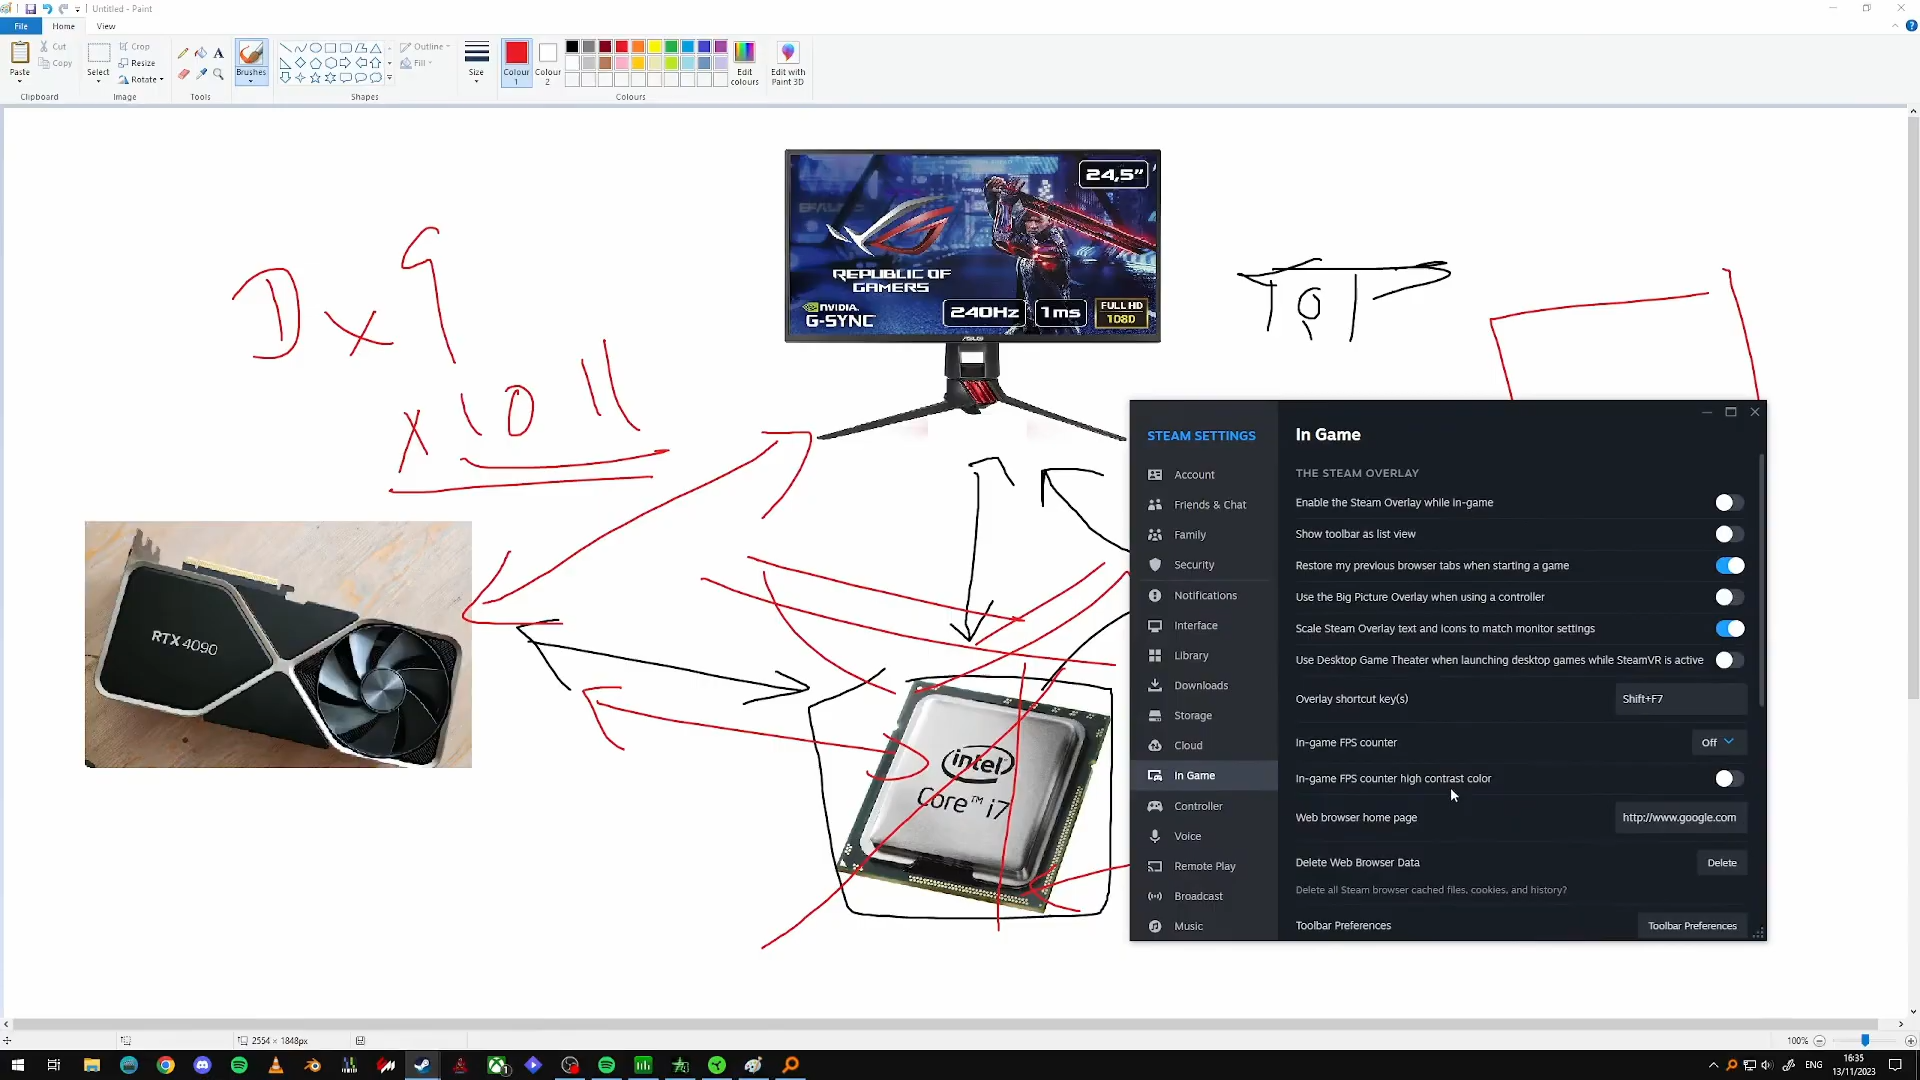 Untitled - Paint
File
Home
View
Paste
Cut
Copy
Clipboard
Select
Crop
Resize
Rotate
Image
Tools
Brushes
Shapes
Outline
Fill
Size
Colour 1
Colour 2
Colours
Edit colours
Edit with Paint 3D
24,5"
REPUBLIC OF
GAMERS
NVIDIA
G-SYNC
240Hz
1ms
FULL HD
1080
ASUS
Dx9
x 10 11
RTX 4090
intel
Core™ i7
STEAM SETTINGS
Account
Friends & Chat
Family
Security
Notifications
Interface
Library
Downloads
Storage
Cloud
In Game
Controller
Voice
Remote Play
Broadcast
Music
In Game
THE STEAM OVERLAY
Enable the Steam Overlay while in-game
Show toolbar as list view
Restore my previous browser tabs when starting a game
Use the Big Picture Overlay when using a controller
Scale Steam Overlay text and icons to match monitor settings
Use Desktop Game Theater when launching desktop games while SteamVR is active
Overlay shortcut key(s)
Shift+F7
In-game FPS counter
Off
In-game FPS counter high contrast color
Web browser home page
http://www.google.com
Delete Web Browser Data
Delete
Delete all Steam browser cached files, cookies, and history?
Toolbar Preferences
Toolbar Preferences
2554 × 1848px
100%
ENG
16:35
13/11/2023